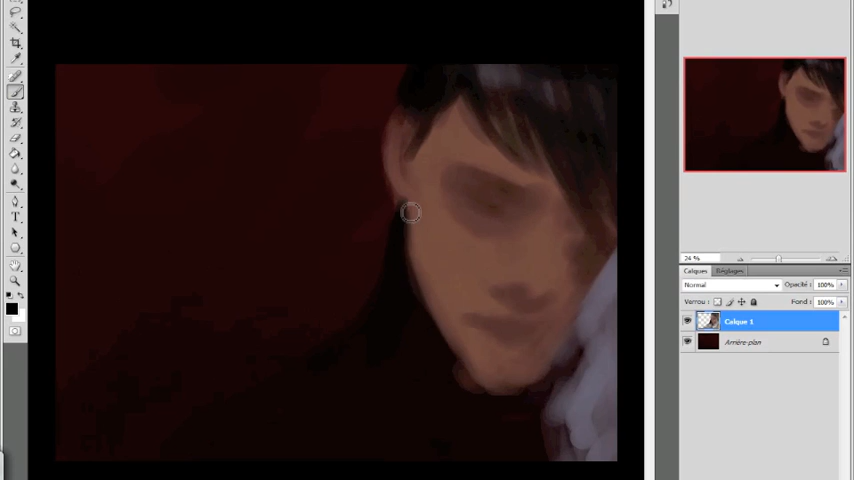 24 %
Calques Réglages
Normal Opacité : 100%
Verrou : Fond : 100%
Calque 1
Arrière-plan